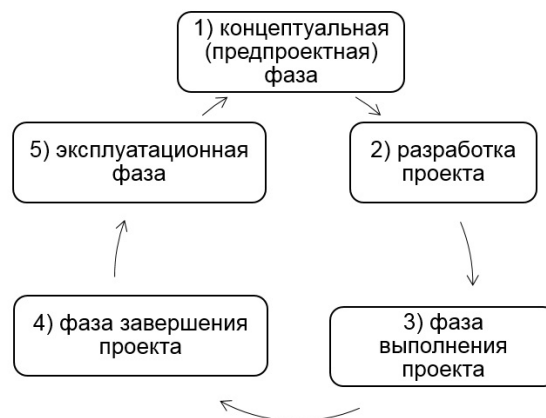 1) концептуальная
(предпроектная)
фаза
2) разработка
проекта
3) фаза
выполнения
проекта
4) фаза завершения
проекта
5) эксплуатационная
фаза